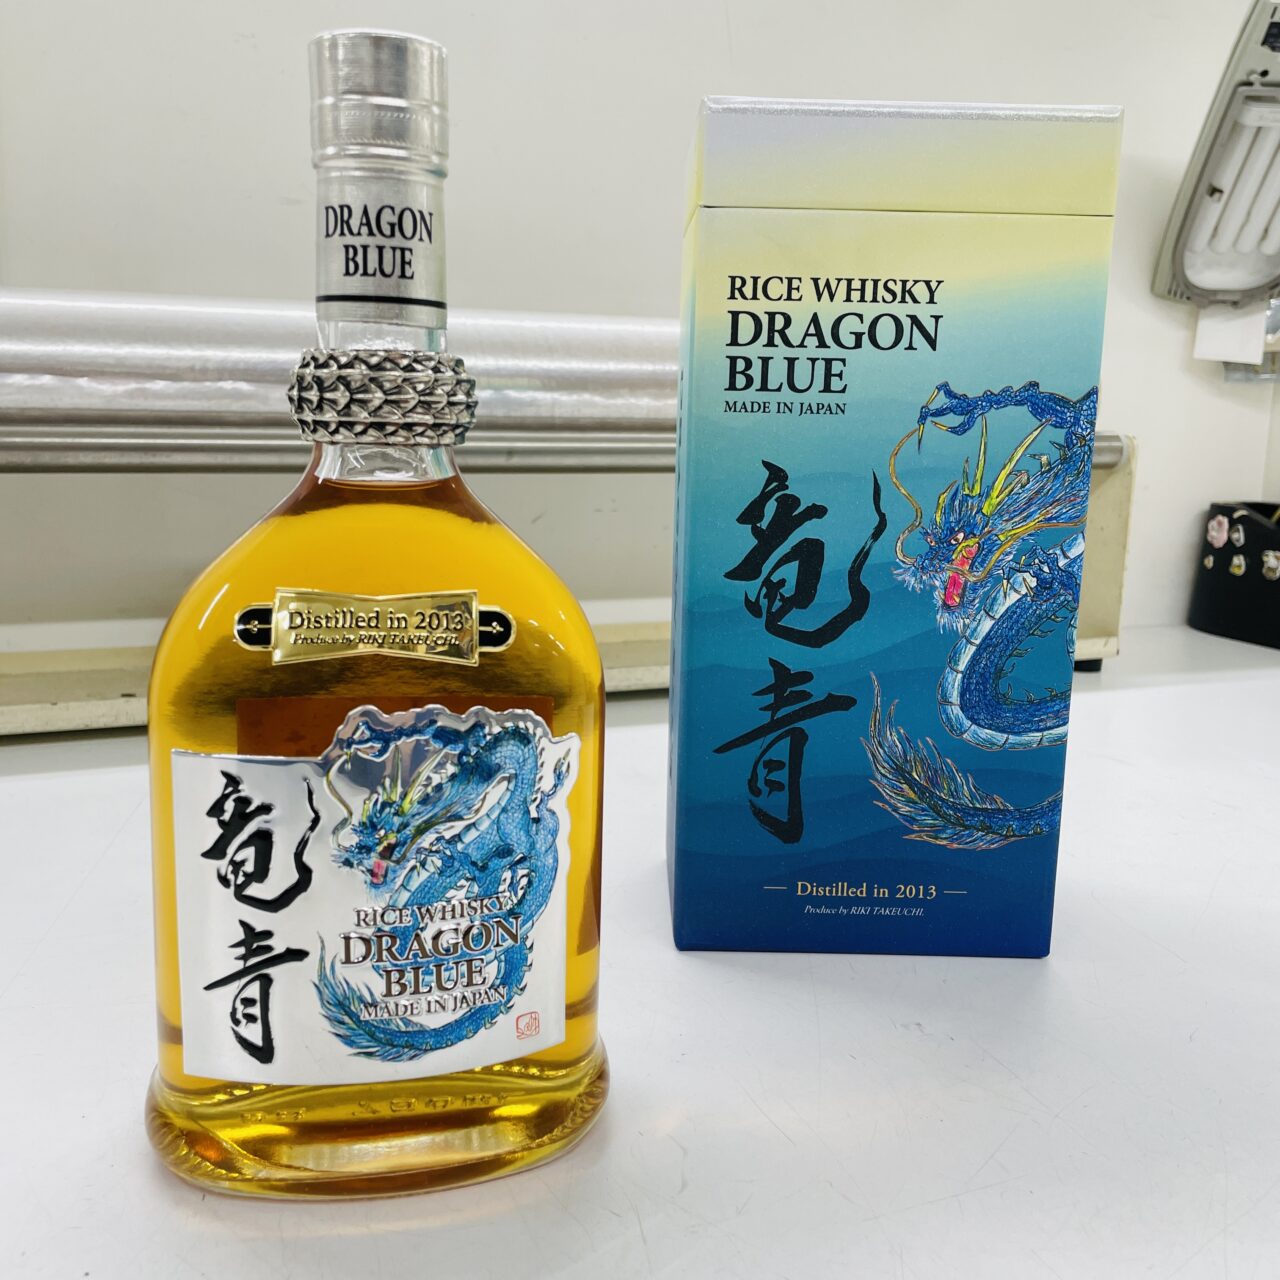 DRAGON
BLUE
Distilled in 2013
Produce by RIKI TAKEUCHI.
竜
青
RICE WHISKY
DRAGON
BLUE
MADE IN JAPAN
RICE WHISKY
DRAGON
BLUE
MADE IN JAPAN
竜
青
Distilled in 2013
Produce by RIKI TAKEUCHI.